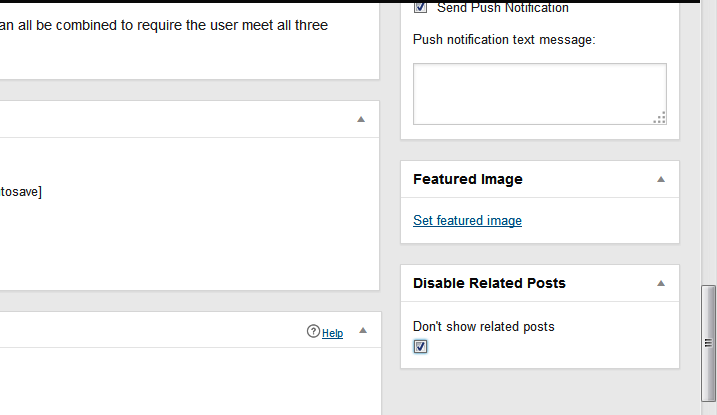 an all be combined to require the user meet all three
tosave]
Help
Send Push Notification
Push notification text message:
Featured Image
Set featured image
Disable Related Posts
Don't show related posts